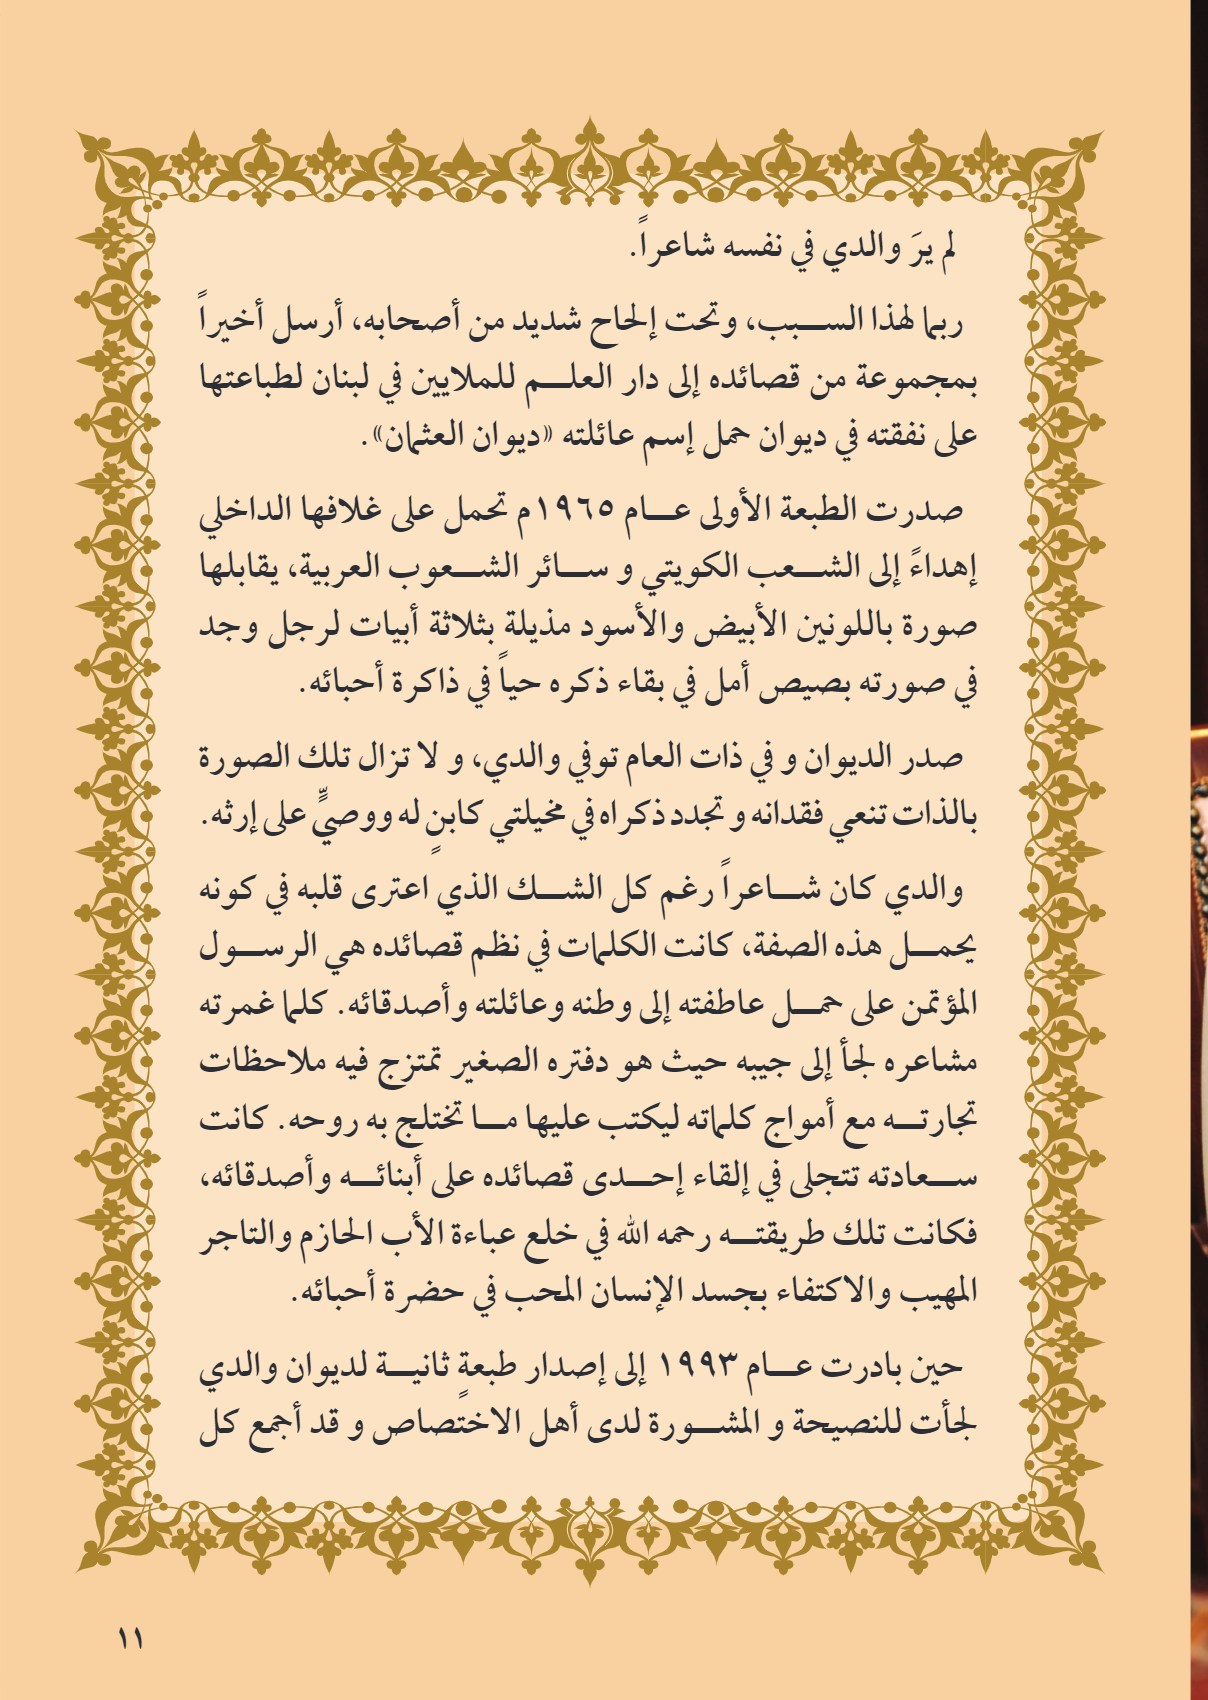 لم يرَ والدي في نفسه شاعراً.
ربما لهذا السبب، وتحت إلحاح شديد من أصحابه، أرسل أخيراً
بمجموعة من قصائده إلى دار العلم للملايين في لبنان لطباعتها
على نفقته في ديوان حمل إسم عائلته «ديوان العثمان».
صدرت الطبعة الأولى عام ١٩٦٥م تحمل على غلافها الداخلي
إهداءً إلى الشعب الكويتي و سائر الشعوب العربية، يقابلها
صورة باللونين الأبيض والأسود مذيلة بثلاثة أبيات لرجل وجد
في صورته بصيص أمل في بقاء ذكره حياً في ذاكرة أحبائه.
صدر الديوان و في ذات العام توفي والدي، و لا تزال تلك الصورة
بالذات تنعي فقدانه و تجدد ذكراه في مخيلتي كابنٍ له ووصيٍّ على إرثه.
والدي كان شاعراً رغم كل الشك الذي اعترى قلبه في كونه
يحمل هذه الصفة، كانت الكلمات في نظم قصائده هي الرسول
المؤتمن على حمل عاطفته إلى وطنه وعائلته وأصدقائه. كلما غمرته
مشاعره لجأ إلى جيبه حيث هو دفتره الصغير تمتزج فيه ملاحظات
تجارته مع أمواج كلماته ليكتب عليها ما تختلج به روحه. كانت
سعادته تتجلى في إلقاء إحدى قصائده على أبنائه وأصدقائه،
فكانت تلك طريقته رحمه الله في خلع عباءة الأب الحازم والتاجر
المهيب والاكتفاء بجسد الإنسان المحب في حضرة أحبائه.
حين بادرت عام ١٩٩٣ إلى إصدار طبعةٍ ثانية لديوان والدي
لجأت للنصيحة و المشورة لدى أهل الاختصاص و قد أجمع كل
١١